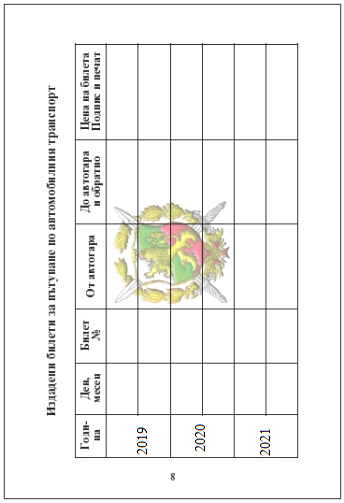 Издадени билети за пътуване по автомобилния транспорт
Годи-
на
Ден,
месец
Билет
№
От автогара
До автогара
и обратно
Цена на билета
Подпис и печат
2019
2020
2021
8